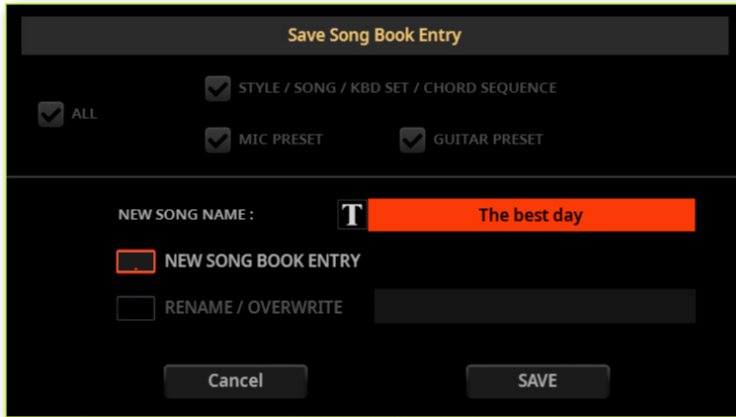 Save Song Book Entry
STYLE / SONG / KBD SET / CHORD SEQUENCE
ALL
MIC PRESET GUITAR PRESET
NEW SONG NAME : T The best day
NEW SONG BOOK ENTRY
RENAME / OVERWRITE
Cancel SAVE